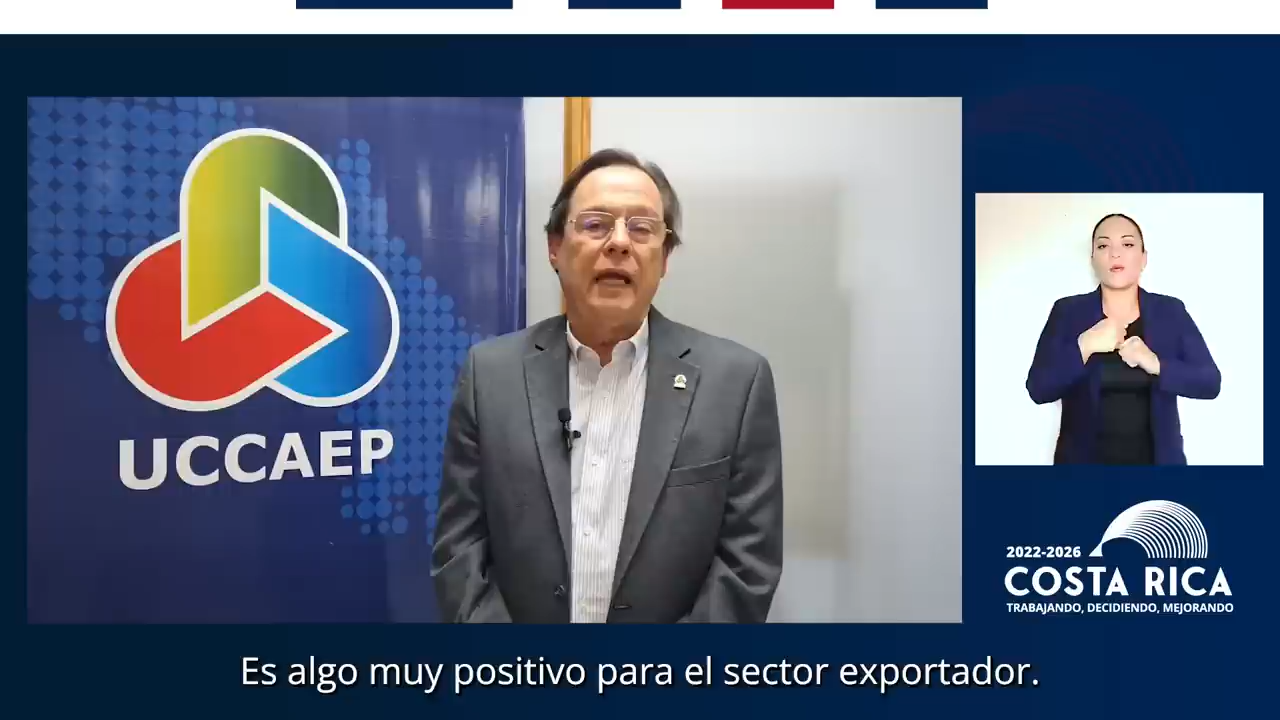 UCCAEP
2022-2026
COSTA RICA
TRABAJANDO, DECIDIENDO, MEJORANDO
Es algo muy positivo para el sector exportador.